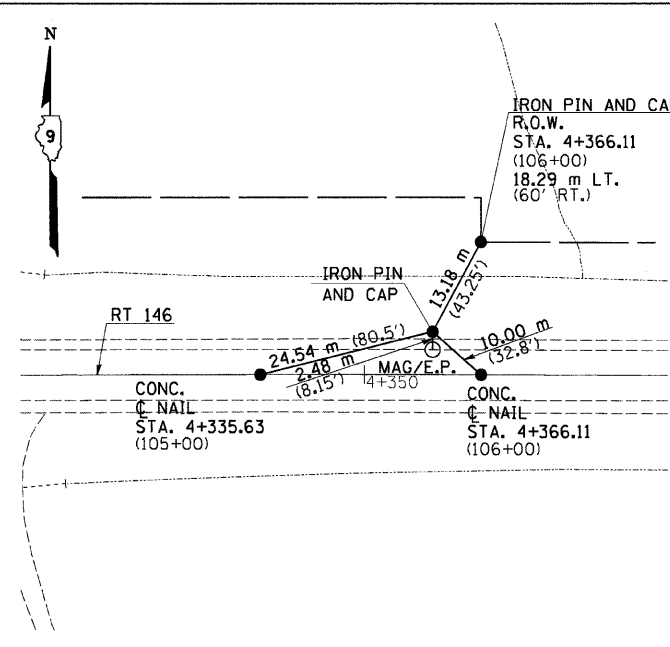 N
9
IRON PIN AND CA
R.O.W.
STA. 4+366.11
(106+00)
18.29 m LT.
(60' RT.)
IRON PIN
AND CAP
13.18 m
(43.25')
RT 146
24.54 m (80.5')
2.48 m
(8.15')
10.00 m
(32.8')
MAG/E.P.
4+350
CONC.
℄ NAIL
STA. 4+335.63
(105+00)
CONC.
℄ NAIL
STA. 4+366.11
(106+00)